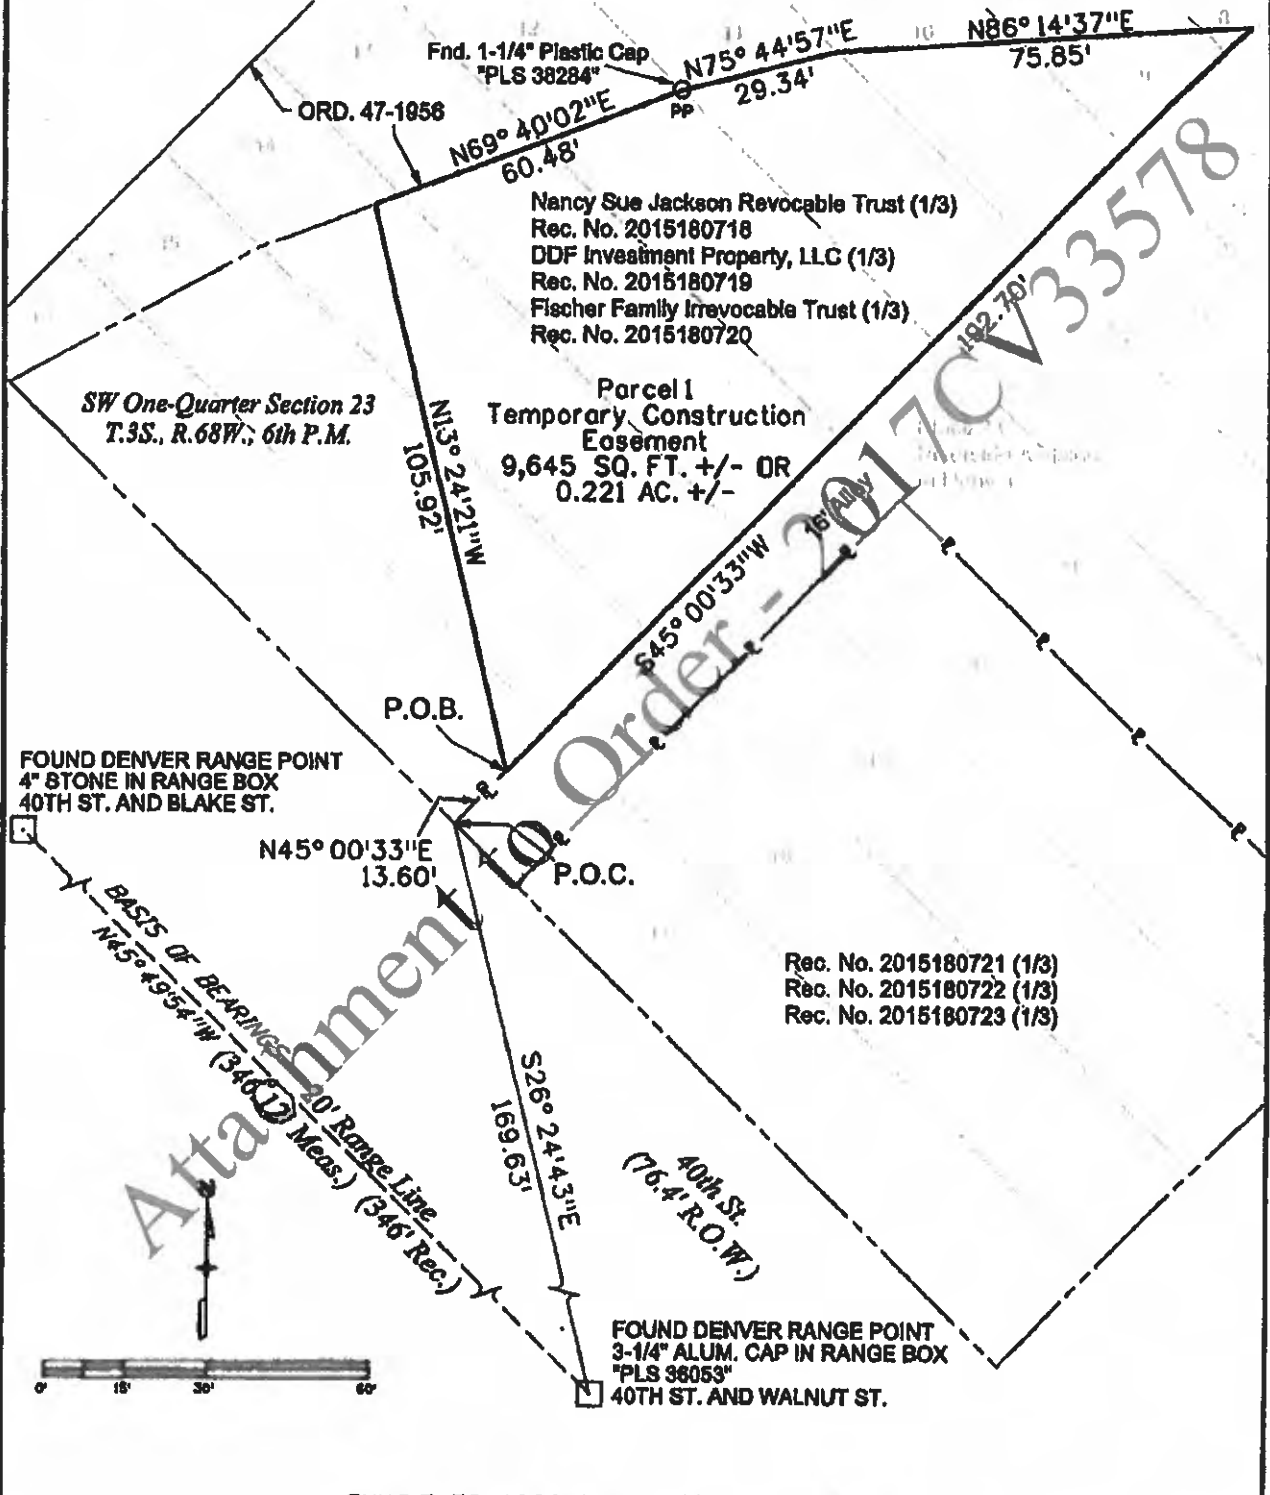 N86° 14'37"E
75.85'
N75° 44'57"E
29.34'
Fnd. 1-1/4" Plastic Cap
"PLS 38284"
PP
ORD. 47-1956
N69° 40'02"E
60.48'
Nancy Sue Jackson Revocable Trust (1/3)
Rec. No. 2015180718
DDF Investment Property, LLC (1/3)
Rec. No. 2015180719
Fischer Family Irrevocable Trust (1/3)
Rec. No. 2015180720
192.70'
SW One-Quarter Section 23
T.3S., R.68W., 6th P.M.
N13° 24'21"W
105.92'
Parcel 1
Temporary Construction
Easement
9,645 SQ. FT. +/- OR
0.221 AC. +/-
16' Alley
S45° 00'33"W
P.O.B.
FOUND DENVER RANGE POINT
4" STONE IN RANGE BOX
40TH ST. AND BLAKE ST.
N45° 00'33"E
13.60'
P.O.C.
BASIS OF BEARINGS
N45° 49'54"W (346.12' Meas.) (346' Rec.)
20' Range Line
Rec. No. 2015180721 (1/3)
Rec. No. 2015180722 (1/3)
Rec. No. 2015180723 (1/3)
S26° 24'43"E
169.63'
40th St.
(76.4' R.O.W.)
FOUND DENVER RANGE POINT
3-1/4" ALUM. CAP IN RANGE BOX
"PLS 36053"
40TH ST. AND WALNUT ST.
0' 15' 30' 60'
Attachment to Order - 2017CV33578